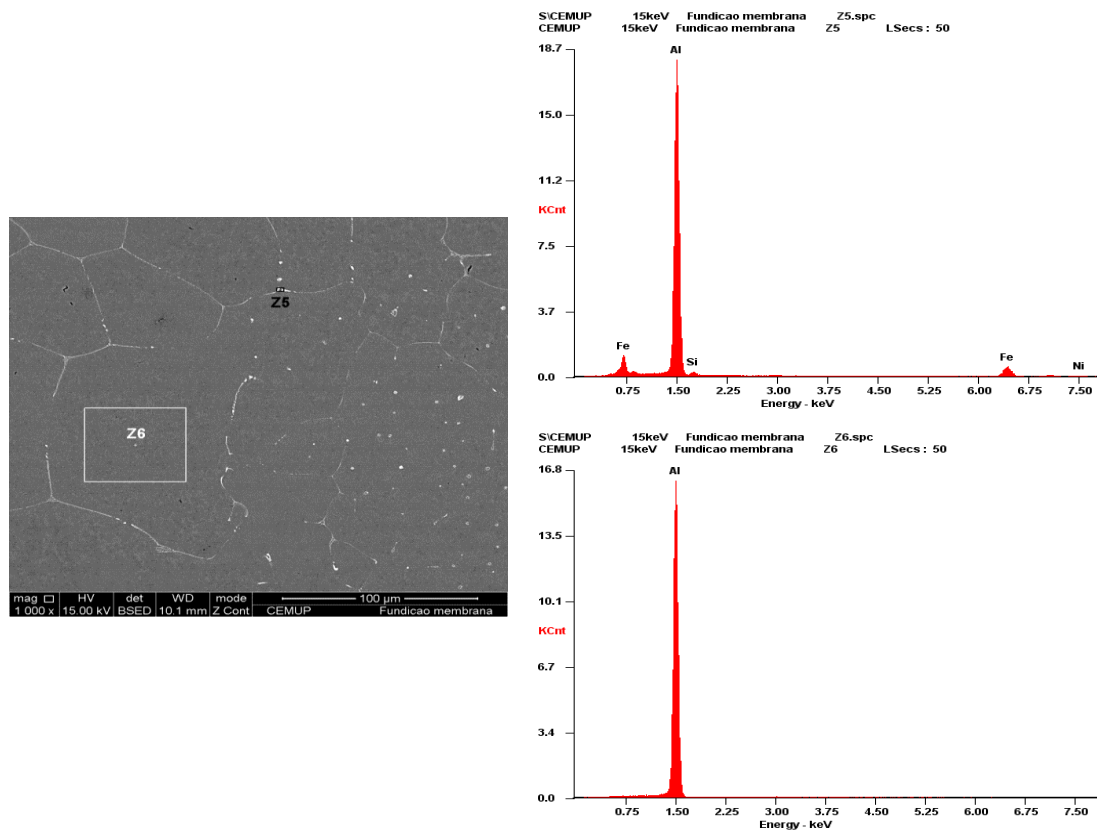 Z5
Z6
mag HV det WD mode
1 000 x 15.00 kV BSED 10.1 mm Z Cont
100 µm
CEMUP Fundicao membrana
S\CEMUP 15keV Fundicao membrana Z5.spc
CEMUP 15keV Fundicao membrana Z5 LSecs : 50
18.7
Al
15.0
11.2
KCnt
7.5
3.7
Fe
Si
Fe
Ni
0.0
0.75 1.50 2.25 3.00 3.75 4.50 5.25 6.00 6.75 7.50
Energy - keV
S\CEMUP 15keV Fundicao membrana Z6.spc
CEMUP 15keV Fundicao membrana Z6 LSecs : 50
16.8
Al
13.5
10.1
KCnt
6.7
3.4
0.0
0.75 1.50 2.25 3.00 3.75 4.50 5.25 6.00 6.75 7.50
Energy - keV